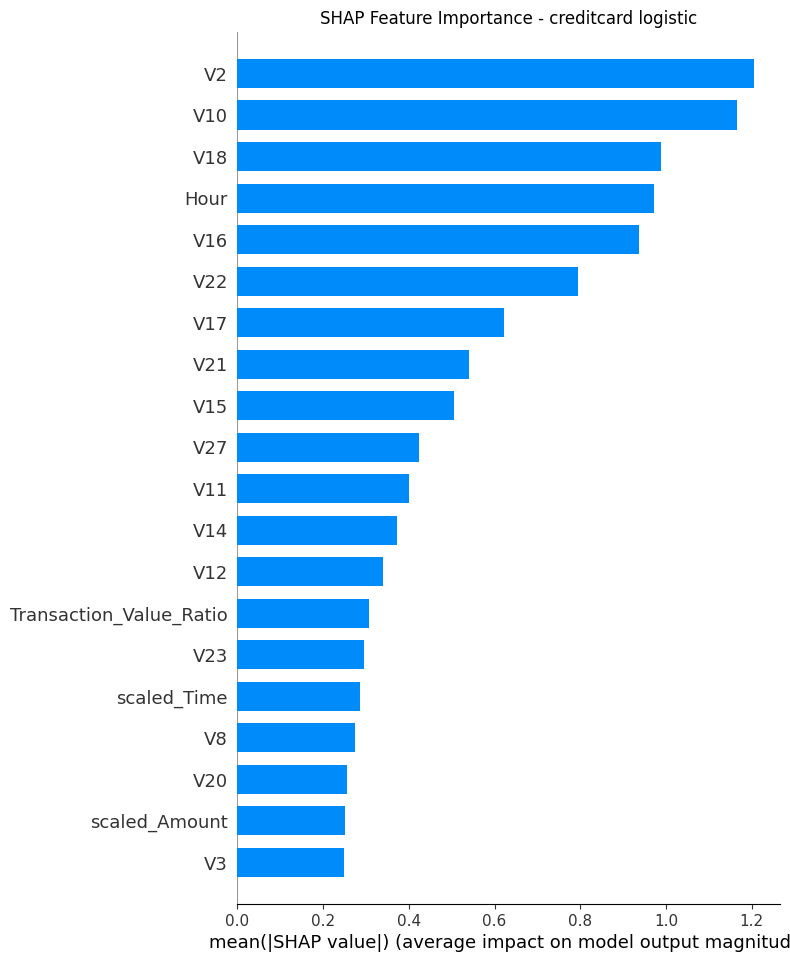 SHAP Feature Importance - creditcard logistic
V2
V10
V18
Hour
V16
V22
V17
V21
V15
V27
V11
V14
V12
Transaction_Value_Ratio
V23
scaled_Time
V8
V20
scaled_Amount
V3
0.0 0.2 0.4 0.6 0.8 1.0 1.2
mean(|SHAP value|) (average impact on model output magnitud